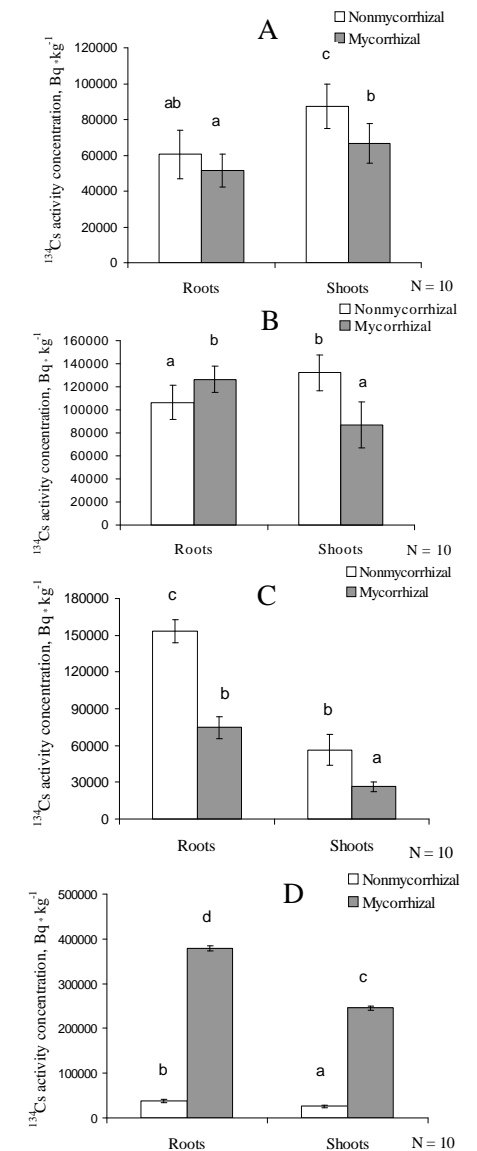 A
Nonmycorrhizal
Mycorrhizal
¹³⁴Cs activity concentration, Bq·kg⁻¹
120000
100000
80000
60000
40000
20000
0
ab
a
c
b
Roots
Shoots
N = 10
B
Nonmycorrhizal
Mycorrhizal
¹³⁴Cs activity concentration, Bq·kg⁻¹
160000
140000
120000
100000
80000
60000
40000
20000
0
a
b
b
a
Roots
Shoots
N = 10
C
Nonmycorrhizal
Mycorrhizal
¹³⁴Cs activity concentration, Bq·kg⁻¹
180000
150000
120000
90000
60000
30000
0
c
b
b
a
Roots
Shoots
N = 10
D
Nonmycorrhizal
Mycorrhizal
¹³⁴Cs activity concentration, Bq·kg⁻¹
500000
400000
300000
200000
100000
0
b
d
a
c
Roots
Shoots
N = 10